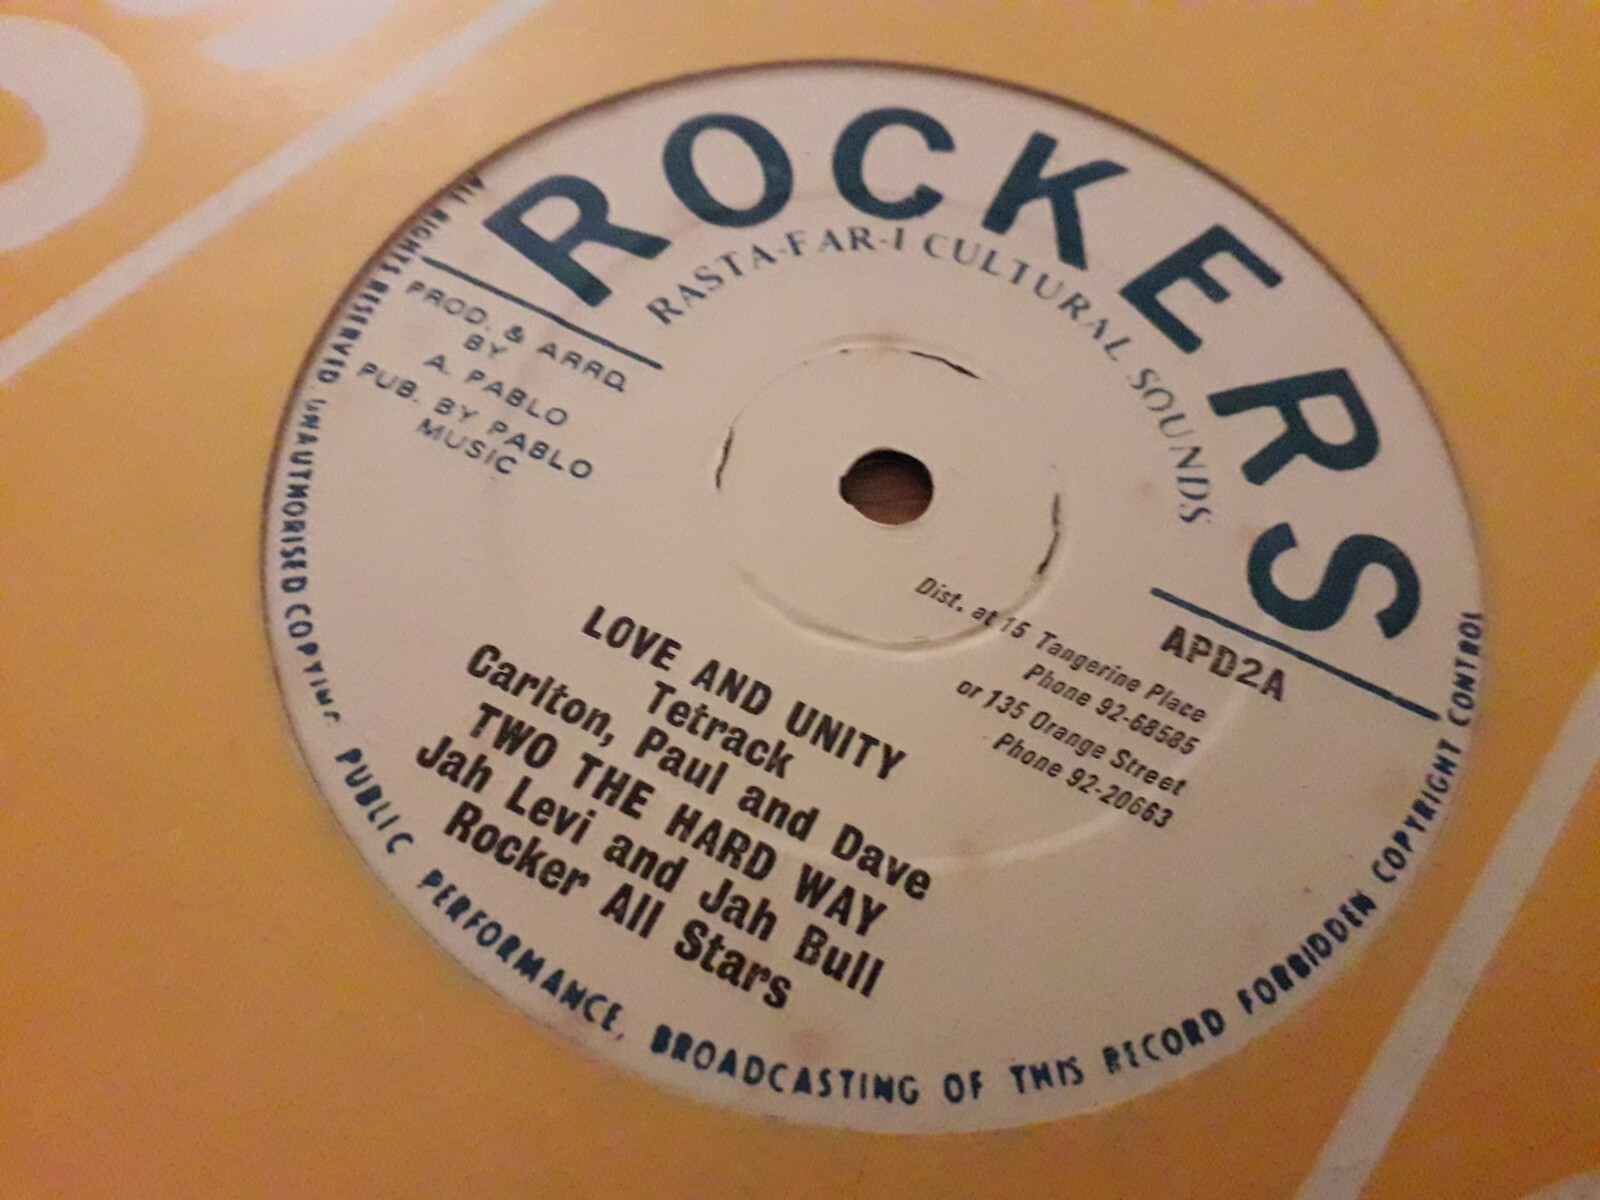 ROCKERS
RASTA-FAR-I CULTURAL SOUNDS
PROD. & ARRQ.
BY
A. PABLO
PUB. BY PABLO
MUSIC
APD2A
Dist. at 15 Tangerine Place
Phone 92-68585
or 135 Orange Street
Phone 92-20663
LOVE AND UNITY
Tetrack
Carlton, Paul and Dave
TWO THE HARD WAY
Jah Levi and Jah Bull
Rocker All Stars
ALL RIGHTS RESERVED. UNAUTHORISED COPYING. PUBLIC PERFORMANCE, BROADCASTING OF THIS RECORD FORBIDDEN COPYRIGHT CONTROL